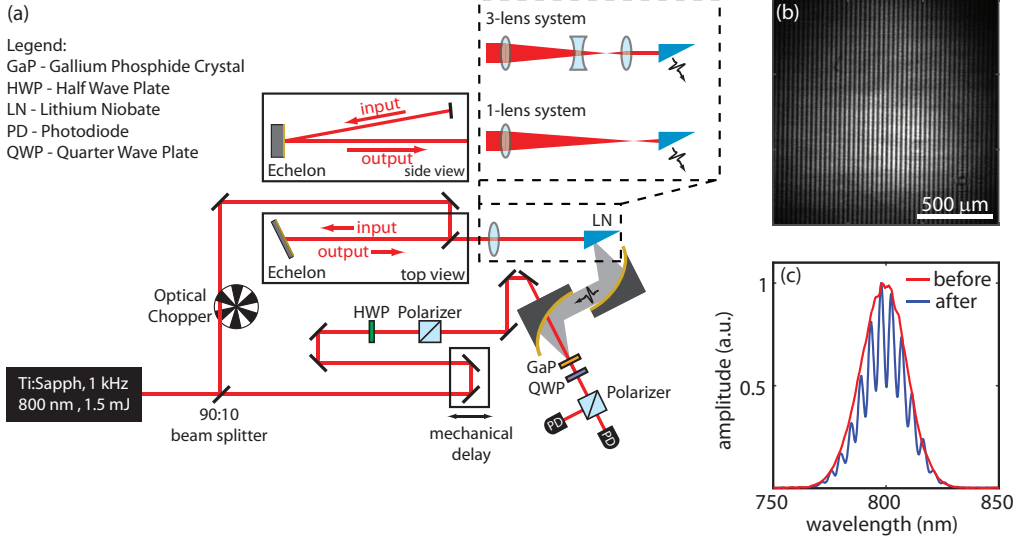 (a)
Legend:
GaP - Gallium Phosphide Crystal
HWP - Half Wave Plate
LN - Lithium Niobate
PD - Photodiode
QWP - Quarter Wave Plate
3-lens system
1-lens system
input
output
Echelon
side view
input
output
Echelon
top view
LN
Optical
Chopper
HWP
Polarizer
GaP
QWP
Polarizer
PD
PD
Ti:Sapph, 1 kHz
800 nm , 1.5 mJ
90:10
beam splitter
mechanical
delay
(b)
500 μm
(c)
before
after
1
0.5
amplitude (a.u.)
750
800
850
wavelength (nm)